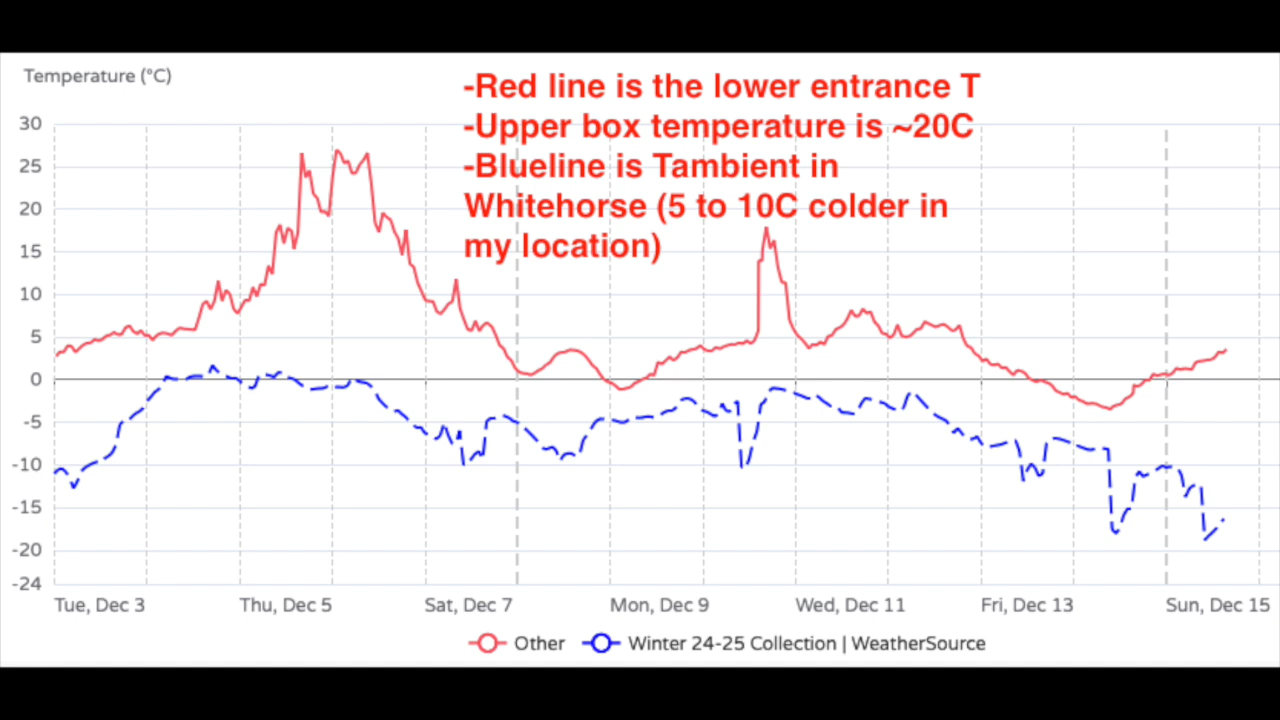 Temperature (°C)
-Red line is the lower entrance T
-Upper box temperature is ~20C
-Blueline is Tambient in
Whitehorse (5 to 10C colder in
my location)
30
25
20
15
10
5
0
-5
-10
-15
-20
-24
Tue, Dec 3 Thu, Dec 5 Sat, Dec 7 Mon, Dec 9 Wed, Dec 11 Fri, Dec 13 Sun, Dec 15
Other Winter 24-25 Collection | WeatherSource